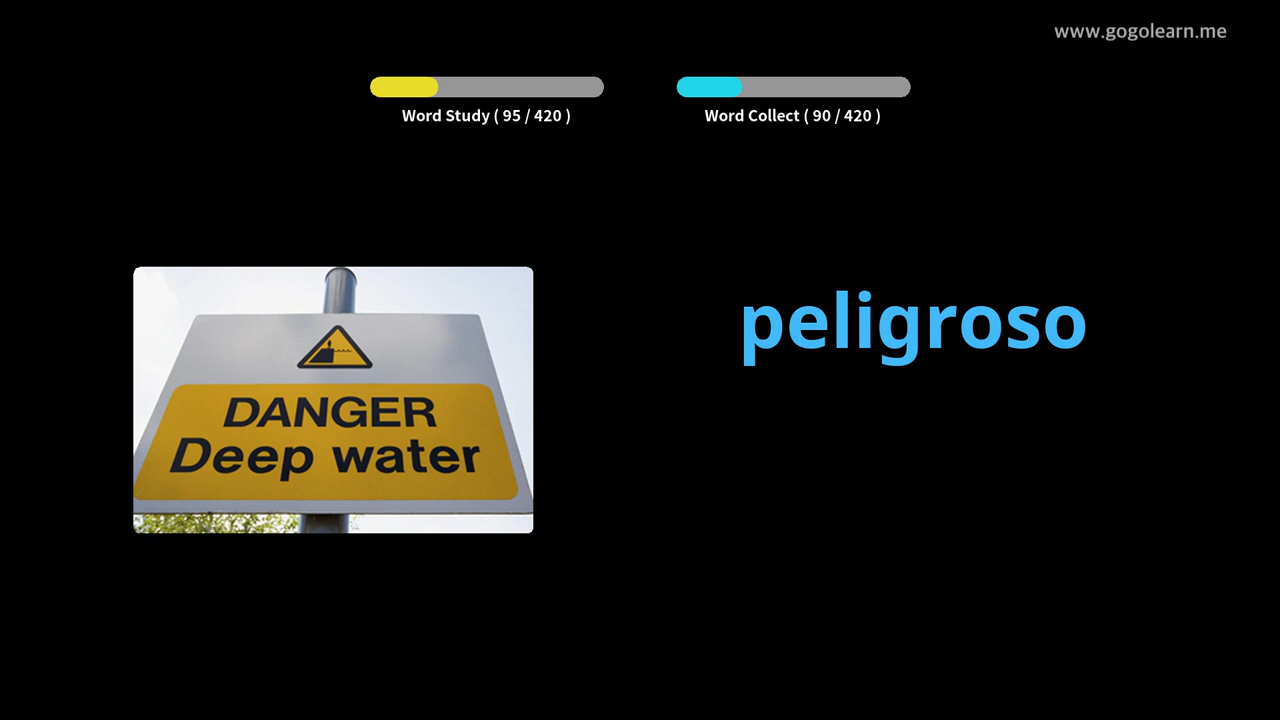 www.gogolearn.me
Word Study ( 95 / 420 )
Word Collect ( 90 / 420 )
DANGER
Deep water
peligroso